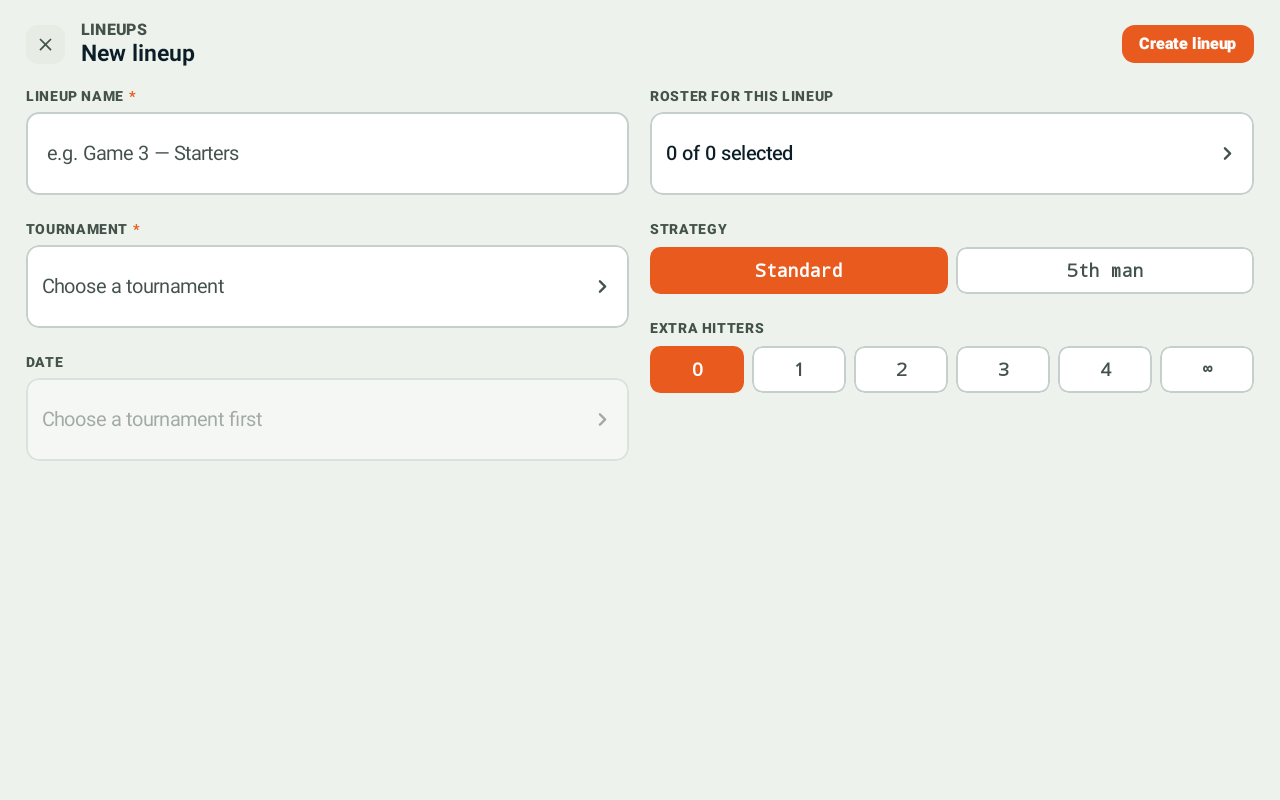 LINEUPS
New lineup
Create lineup
LINEUP NAME *
e.g. Game 3 — Starters
TOURNAMENT *
Choose a tournament
DATE
Choose a tournament first
ROSTER FOR THIS LINEUP
0 of 0 selected
STRATEGY
Standard
5th man
EXTRA HITTERS
0 1 2 3 4 ∞